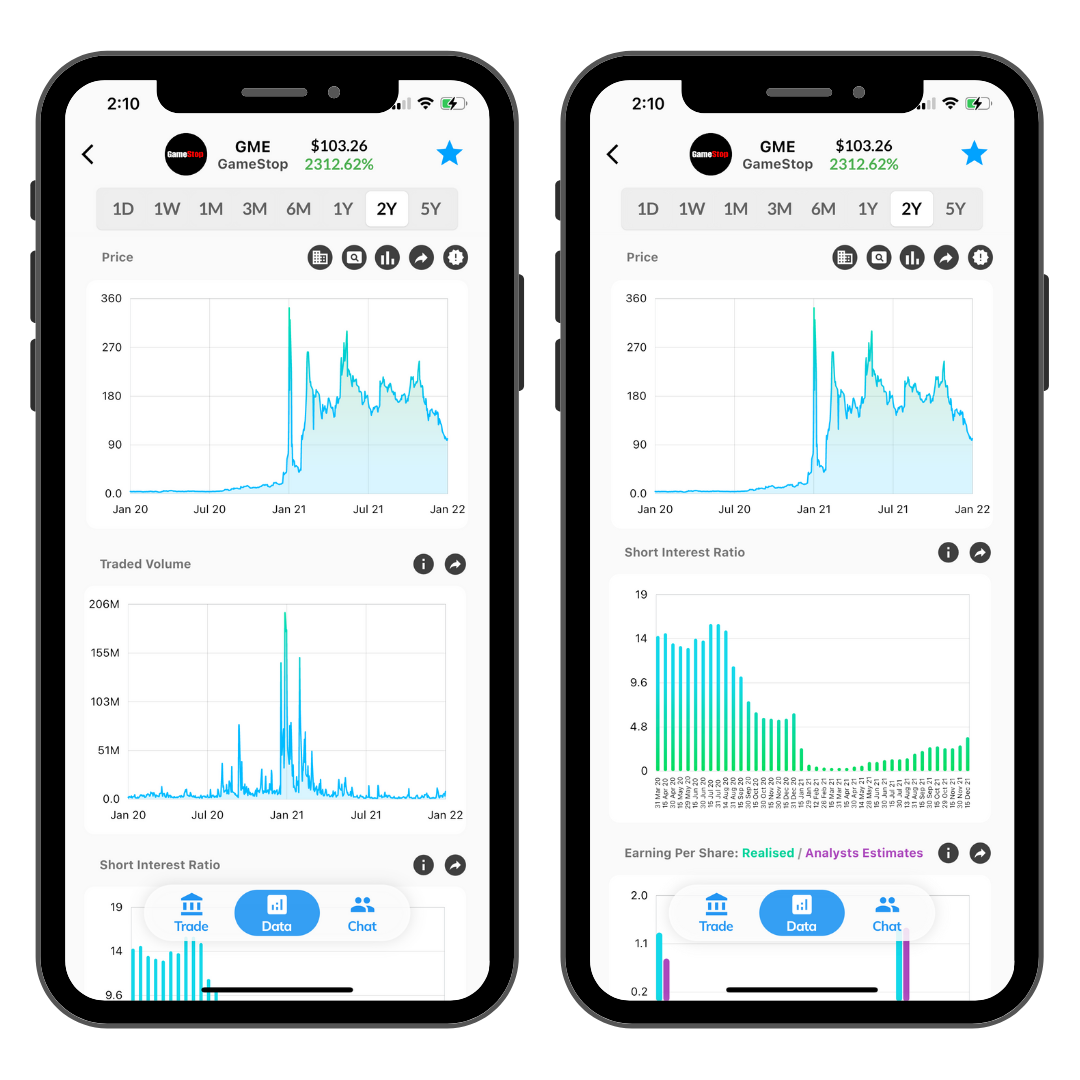 2:10
GameStop
GME
GameStop
$103.26
2312.62%
1D 1W 1M 3M 6M 1Y 2Y 5Y
Price
360
270
180
90
0.0
Jan 20 Jul 20 Jan 21 Jul 21 Jan 22
Traded Volume
206M
155M
103M
51M
0.0
Jan 20 Jul 20 Jan 21 Jul 21 Jan 22
Short Interest Ratio
19
14
9.6
Trade Data Chat
2:10
GameStop
GME
GameStop
$103.26
2312.62%
1D 1W 1M 3M 6M 1Y 2Y 5Y
Price
360
270
180
90
0.0
Jan 20 Jul 20 Jan 21 Jul 21 Jan 22
Short Interest Ratio
19
14
9.6
4.8
0
31 Mar 20
15 Apr 20
30 Apr 20
15 May 20
29 May 20
15 Jun 20
30 Jun 20
15 Jul 20
31 Jul 20
14 Aug 20
31 Aug 20
15 Sep 20
30 Sep 20
15 Oct 20
30 Oct 20
15 Nov 20
30 Nov 20
15 Dec 20
31 Dec 20
15 Jan 21
29 Jan 21
12 Feb 21
26 Feb 21
15 Mar 21
31 Mar 21
15 Apr 21
30 Apr 21
14 May 21
28 May 21
15 Jun 21
30 Jun 21
15 Jul 21
30 Jul 21
13 Aug 21
31 Aug 21
15 Sep 21
30 Sep 21
15 Oct 21
29 Oct 21
15 Nov 21
30 Nov 21
15 Dec 21
Earning Per Share: Realised / Analysts Estimates
2.0
1.1
0.2
Trade Data Chat